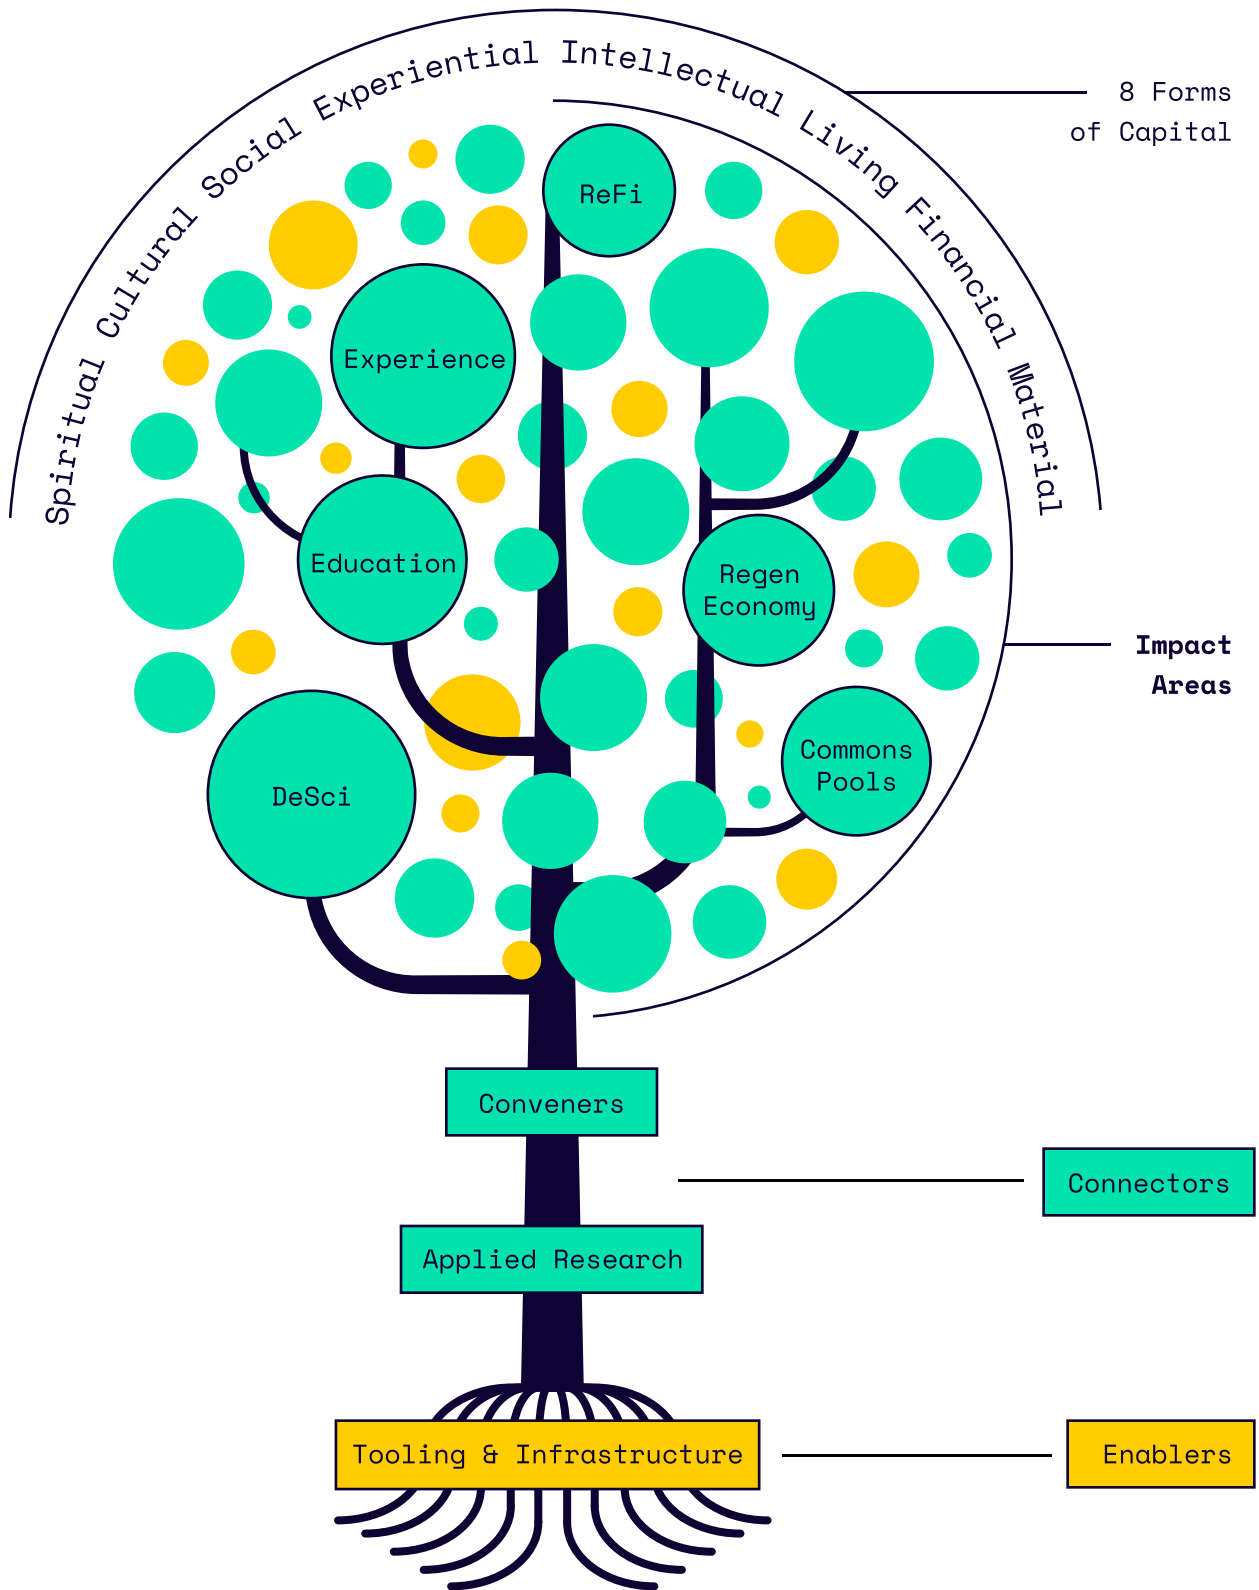 Spiritual Cultural Social Experiential Intellectual Living Financial Material
8 Forms
of Capital
ReFi
Experience
Education
Regen
Economy
Impact
Areas
Commons
Pools
DeSci
Conveners
Connectors
Applied Research
Tooling & Infrastructure
Enablers